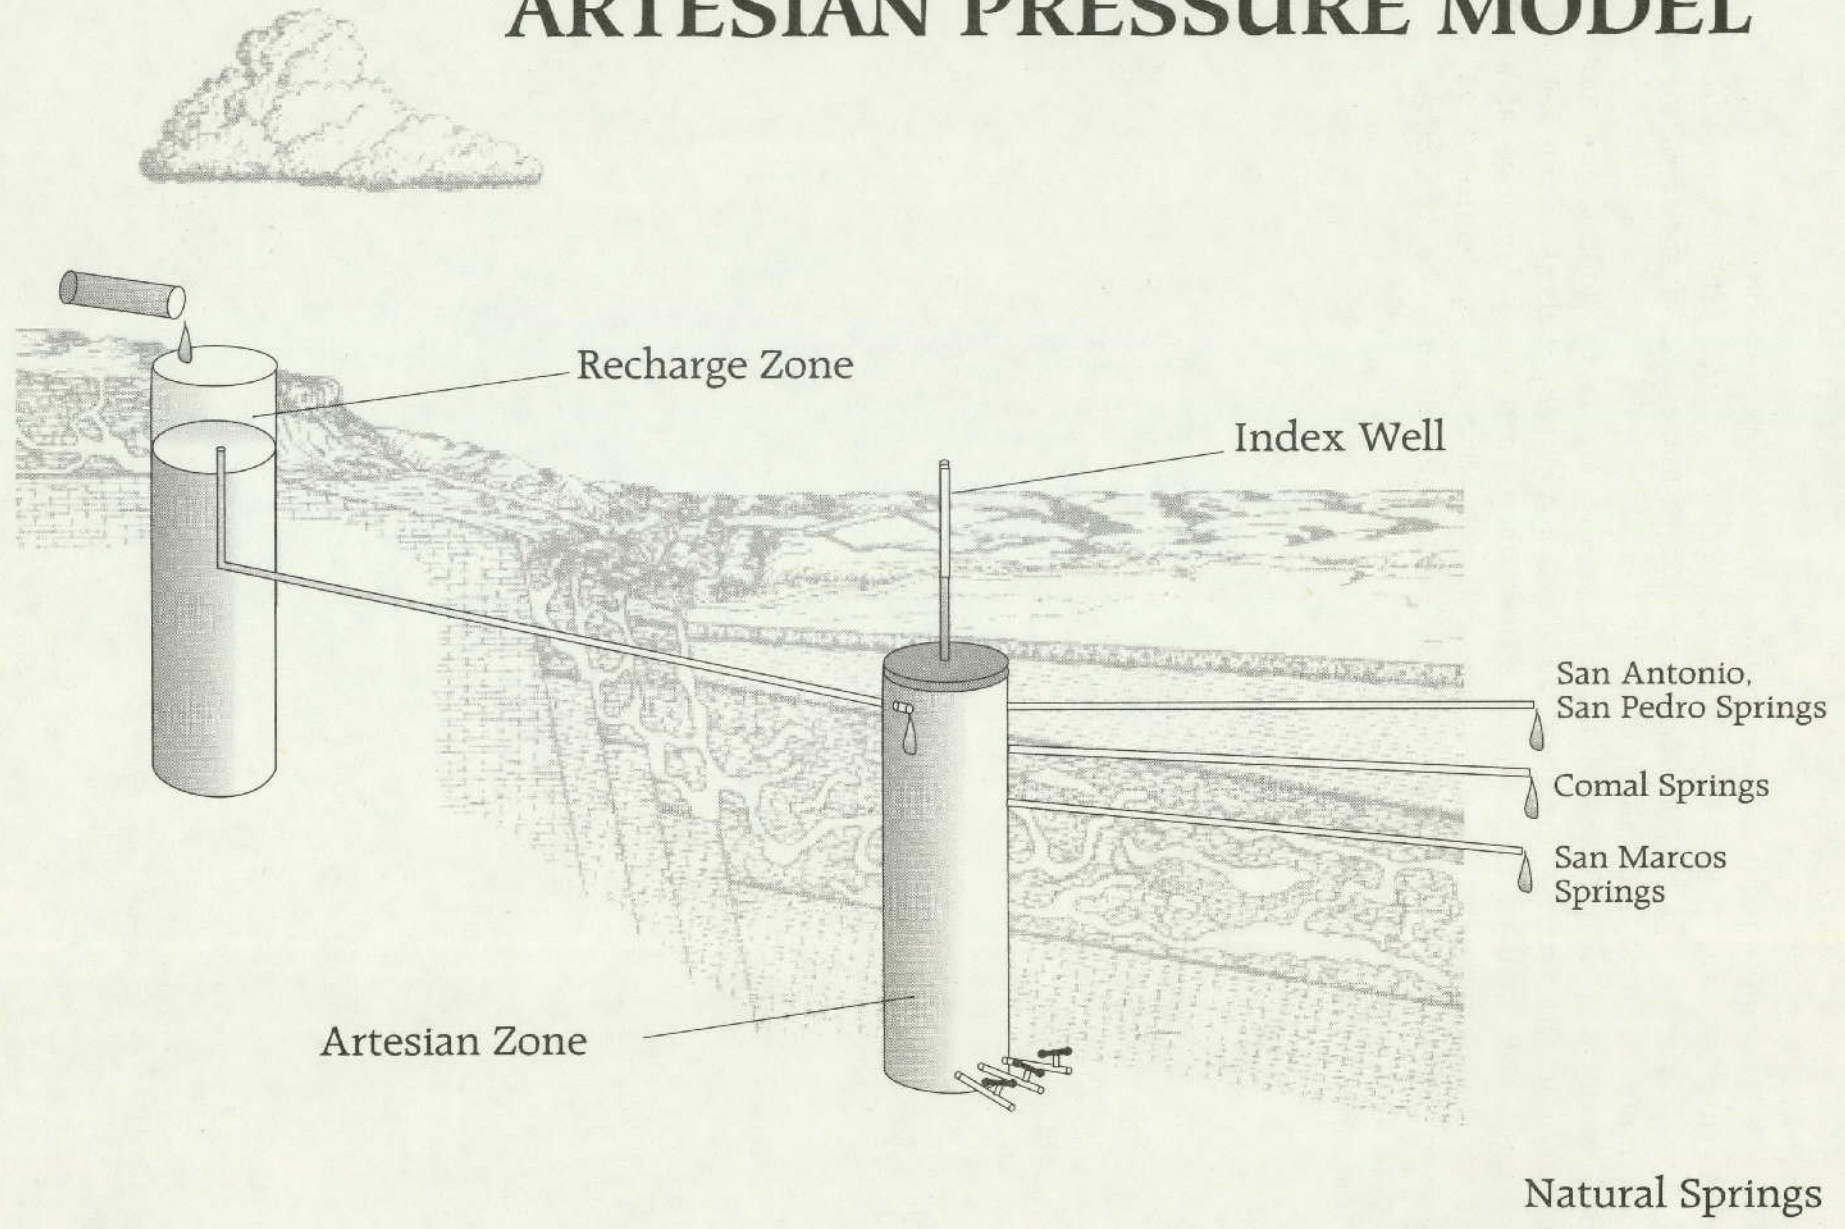 ARTESIAN PRESSURE MODEL
Recharge Zone
Index Well
San Antonio,
San Pedro Springs
Comal Springs
San Marcos
Springs
Artesian Zone
Natural Springs